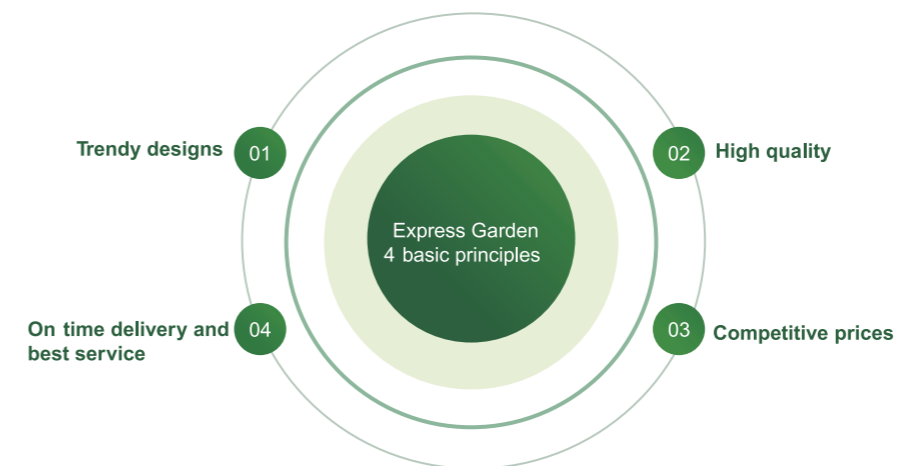 Express Garden
4 basic principles
01
Trendy designs
02
High quality
03
Competitive prices
04
On time delivery and
best service